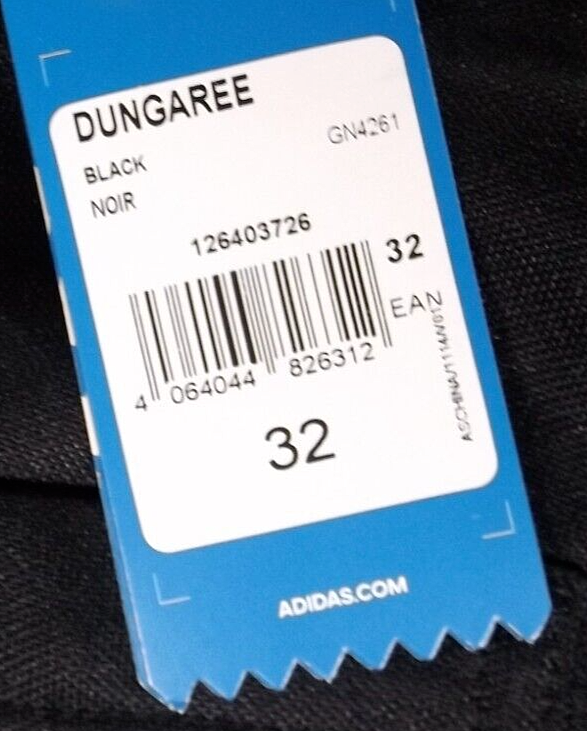 DUNGAREE
GN4261
BLACK
NOIR
126403726
32
EAN
4 064044 826312
32
ADIDAS.COM